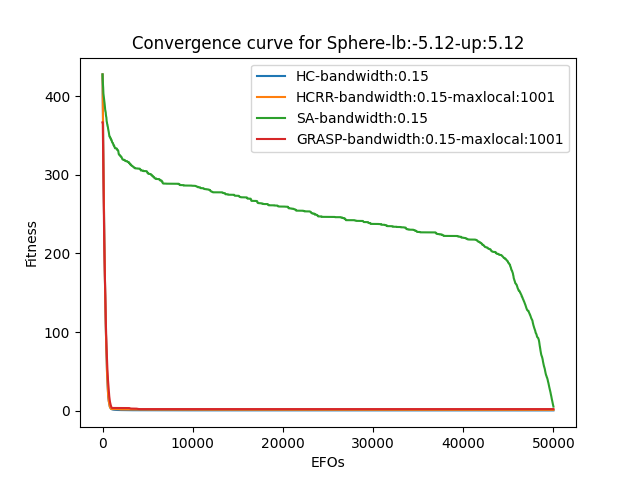 Convergence curve for Sphere-lb:-5.12-up:5.12
HC-bandwidth:0.15
HCRR-bandwidth:0.15-maxlocal:1001
SA-bandwidth:0.15
GRASP-bandwidth:0.15-maxlocal:1001
Fitness
400
300
200
100
0
0 10000 20000 30000 40000 50000
EFOs